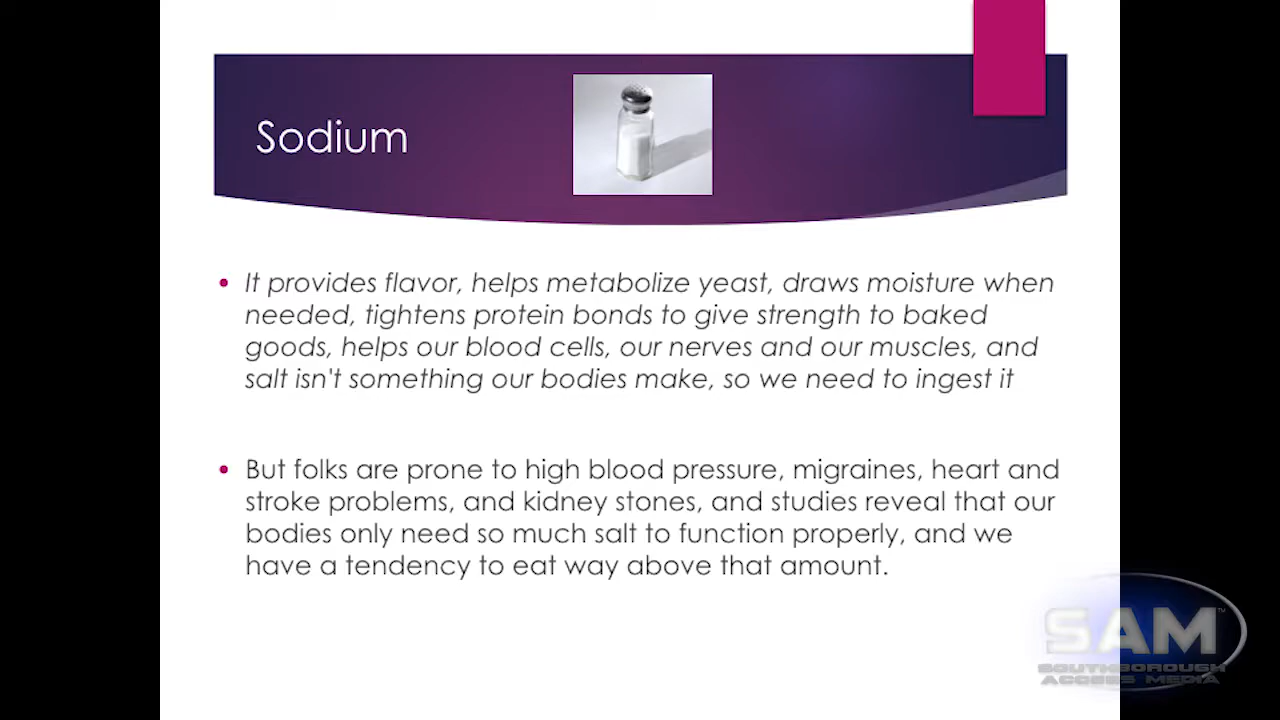 Sodium
It provides flavor, helps metabolize yeast, draws moisture when
needed, tightens protein bonds to give strength to baked
goods, helps our blood cells, our nerves and our muscles, and
salt isn't something our bodies make, so we need to ingest it
But folks are prone to high blood pressure, migraines, heart and
stroke problems, and kidney stones, and studies reveal that our
bodies only need so much salt to function properly, and we
have a tendency to eat way above that amount.
SAM™
SOUTHBOROUGH
ACCESS MEDIA